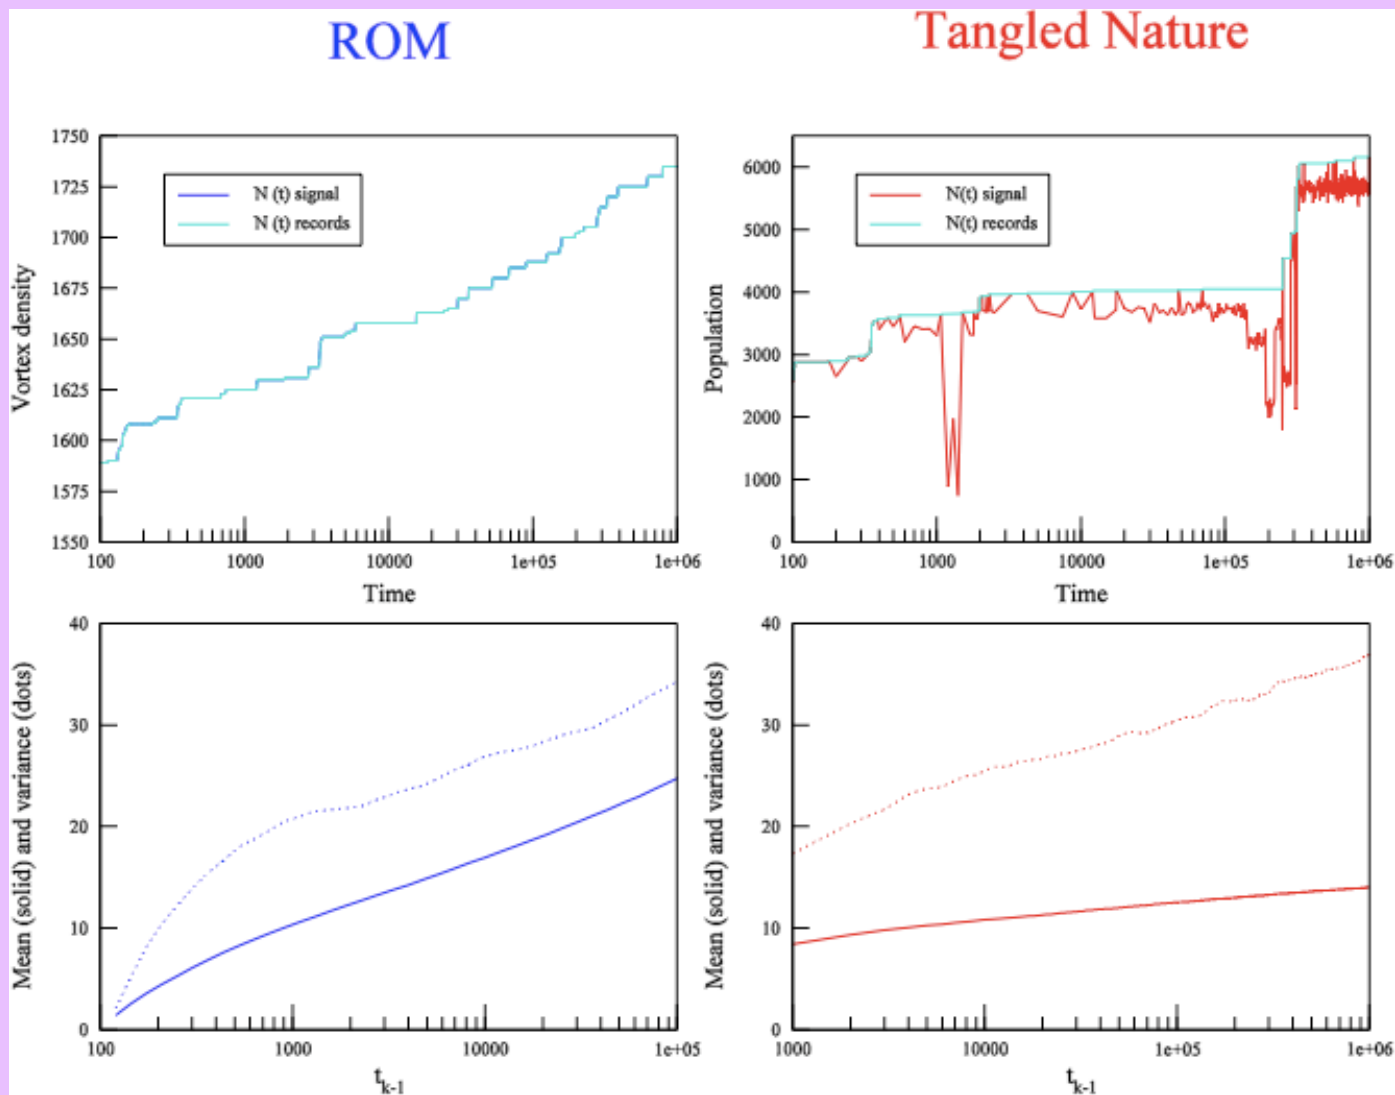 ROM
Tangled Nature
1750
1725
1700
1675
1650
1625
1600
1575
1550
Vortex density
N (t) signal
N (t) records
100 1000 10000 1e+05 1e+06
Time
6000
5000
4000
3000
2000
1000
0
Population
N(t) signal
N(t) records
100 1000 10000 1e+05 1e+06
Time
40
30
20
10
0
Mean (solid) and variance (dots)
100 1000 10000 1e+05
t_{k-1}
40
30
20
10
0
Mean (solid) and variance (dots)
1000 10000 1e+05 1e+06
t_{k-1}